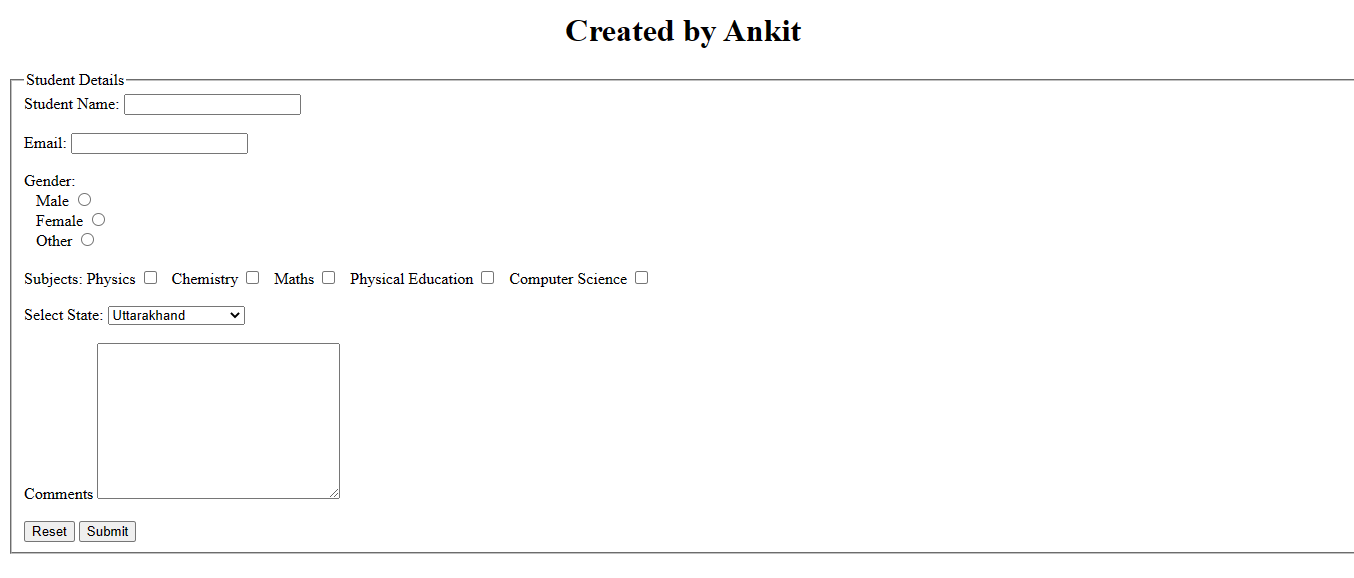 Created by Ankit
Student Details
Student Name:
Email:
Gender:
Male
Female
Other
Subjects: Physics Chemistry Maths Physical Education Computer Science
Select State: Uttarakhand
Comments
Reset Submit